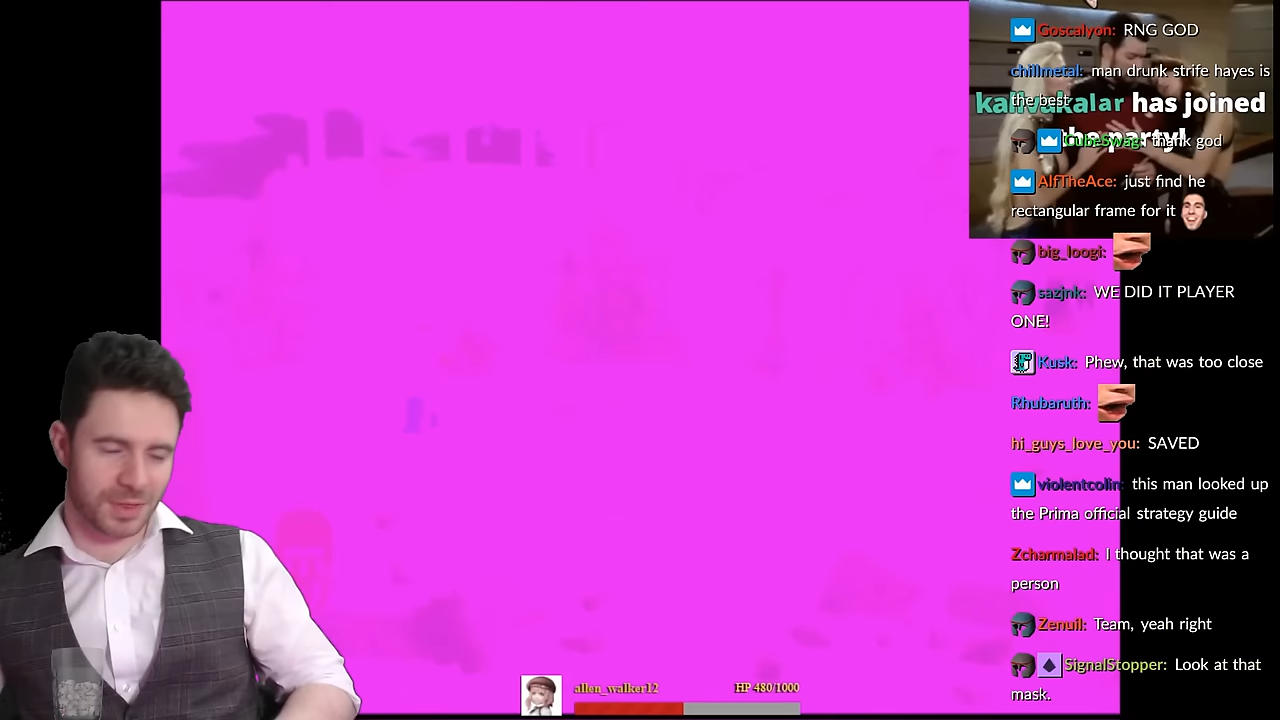 Goscalyon: RNG GOD
chillmetal: man drunk strife hayes is
the best
kalivakalar has joined
the party!
CubeSwag: thank god
AlfTheAce: just find he
rectangular frame for it
big_loogi:
sazjnk: WE DID IT PLAYER
ONE!
Kusk: Phew, that was too close
Rhubaruth:
hi_guys_love_you: SAVED
violentcolin: this man looked up
the Prima official strategy guide
Zcharmalad: I thought that was a
person
Zenuil: Team, yeah right
SignalStopper: Look at that
mask.
allen_walker12 HP 480/1000